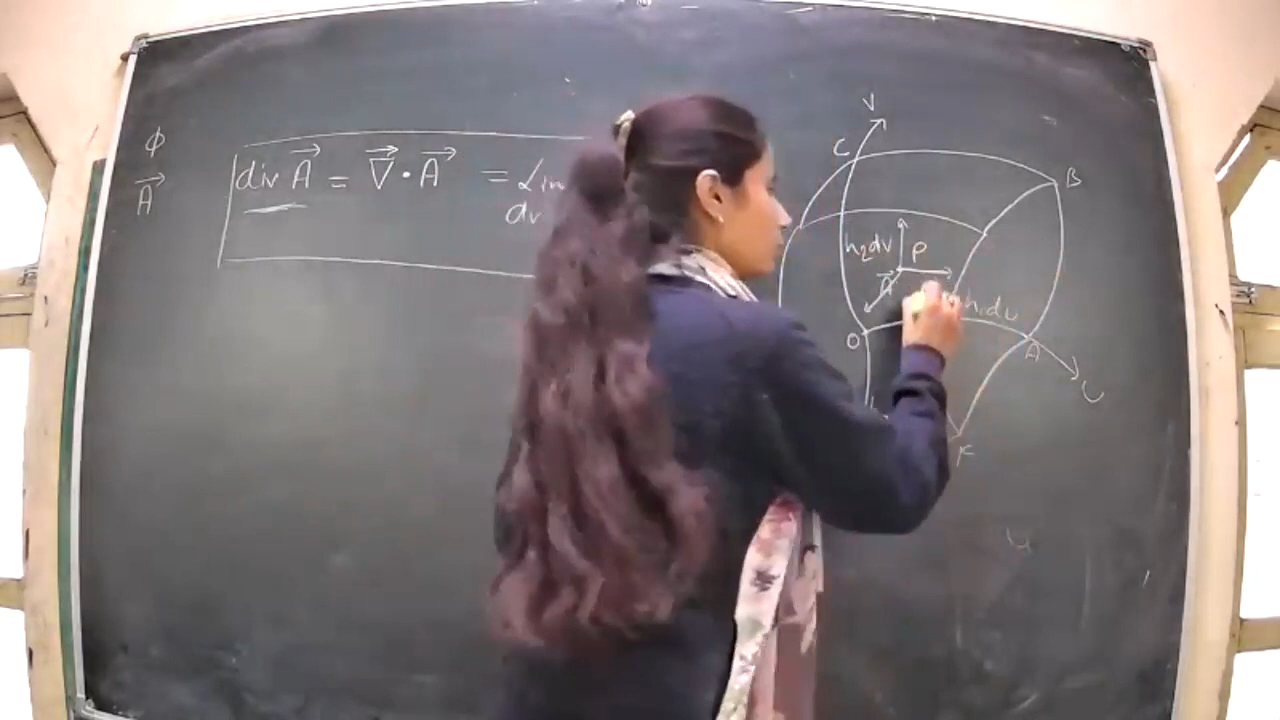 ϕ
A⃗
div A⃗ = ∇⃗ · A⃗ = Lim
dv
V
C
B
h₂dv
P
A⃗
h₁du
O
A
U
K
u